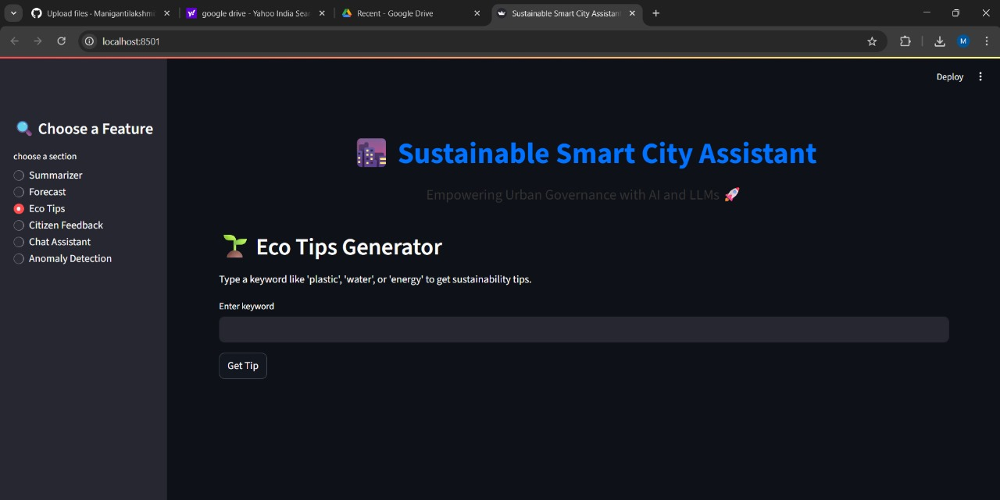 Upload files · Manigantilakshm
google drive - Yahoo India Sear
Recent - Google Drive
Sustainable Smart City Assistant
localhost:8501
M
Deploy
Choose a Feature
choose a section
Summarizer
Forecast
Eco Tips
Citizen Feedback
Chat Assistant
Anomaly Detection
Sustainable Smart City Assistant
Empowering Urban Governance with AI and LLMs
Eco Tips Generator
Type a keyword like 'plastic', 'water', or 'energy' to get sustainability tips.
Enter keyword
Get Tip